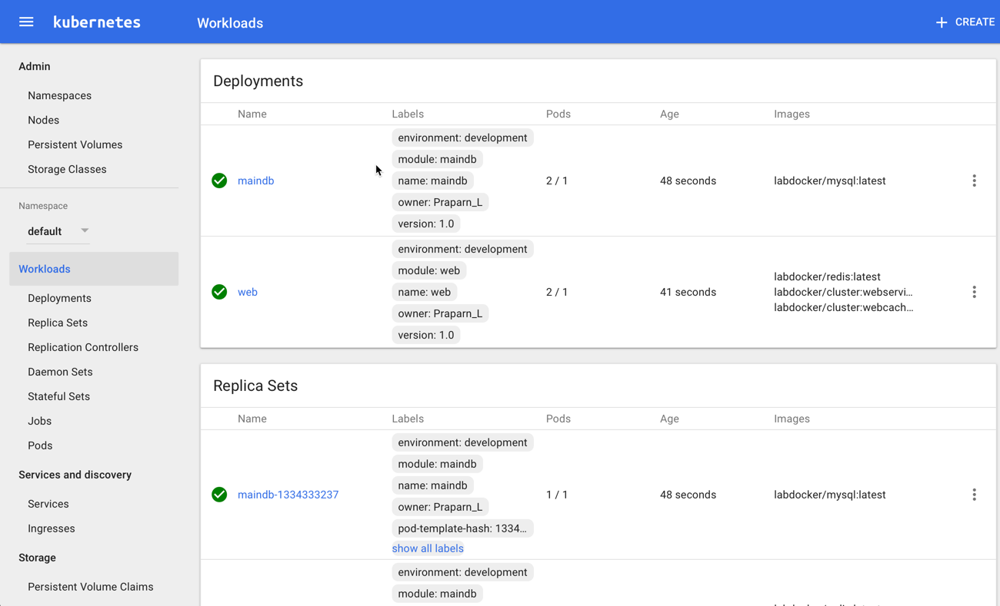 kubernetes
Workloads
+ CREATE
Admin
Namespaces
Nodes
Persistent Volumes
Storage Classes
Namespace
default
Workloads
Deployments
Replica Sets
Replication Controllers
Daemon Sets
Stateful Sets
Jobs
Pods
Services and discovery
Services
Ingresses
Storage
Persistent Volume Claims
Deployments
Name Labels Pods Age Images
environment: development
module: maindb
maindb name: maindb 2 / 1 48 seconds labdocker/mysql:latest
owner: Praparn_L
version: 1.0
environment: development
module: web
labdocker/redis:latest
web name: web 2 / 1 41 seconds labdocker/cluster:webservi…
labdocker/cluster:webcach…
owner: Praparn_L
version: 1.0
Replica Sets
Name Labels Pods Age Images
environment: development
module: maindb
name: maindb
maindb-1334333237 1 / 1 48 seconds labdocker/mysql:latest
owner: Praparn_L
pod-template-hash: 1334…
show all labels
environment: development
module: maindb